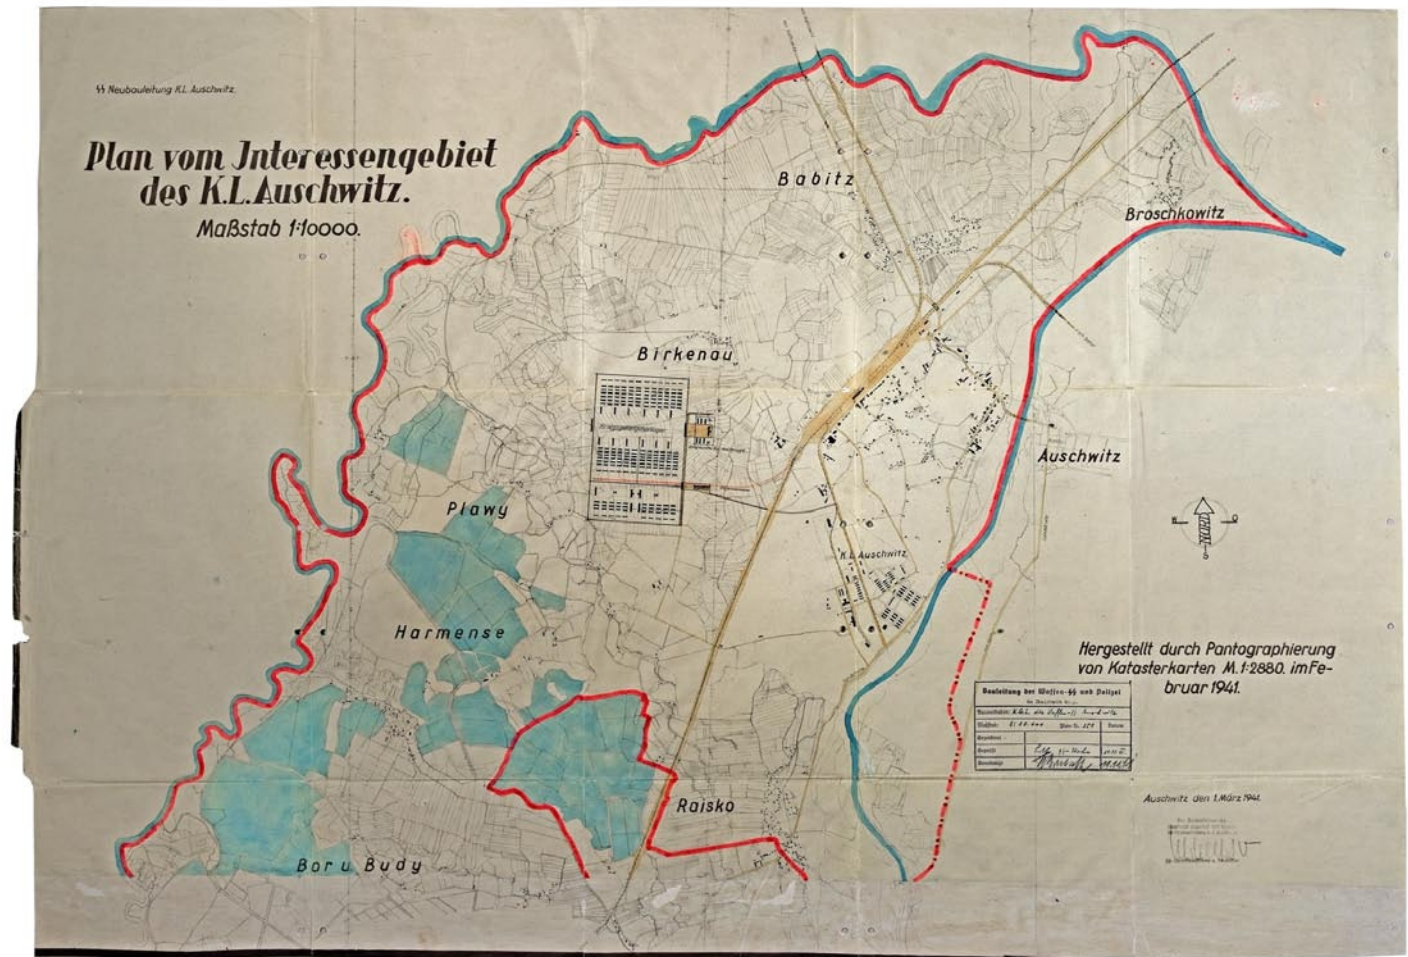 SS Neubauleitung K.L. Auschwitz.
Plan vom Interessengebiet
des K.L. Auschwitz.
Maßstab 1:10000.
Babitz
Broschkowitz
Birkenau
Auschwitz
Plawy
K.L. Auschwitz
Harmense
S
O
Hergestellt durch Pantographierung
von Katasterkarten M. 1:2880. im Fe-
bruar 1941.
Bauleitung der Waffen-SS und Polizei
Raisko
Auschwitz den 1. März 1941.
Bor u. Budy